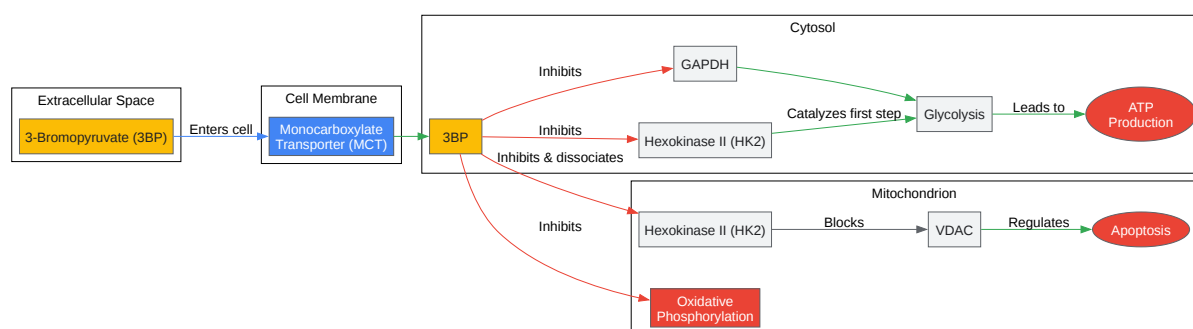 Cytosol
Extracellular Space
3-Bromopyruvate (3BP)
Enters cell
Cell Membrane
Monocarboxylate
Transporter (MCT)
3BP
Inhibits
GAPDH
Inhibits
Hexokinase II (HK2)
Catalyzes first step
Glycolysis
Leads to
ATP
Production
Inhibits & dissociates
Mitochondrion
Hexokinase II (HK2)
Blocks
VDAC
Regulates
Apoptosis
Inhibits
Oxidative
Phosphorylation